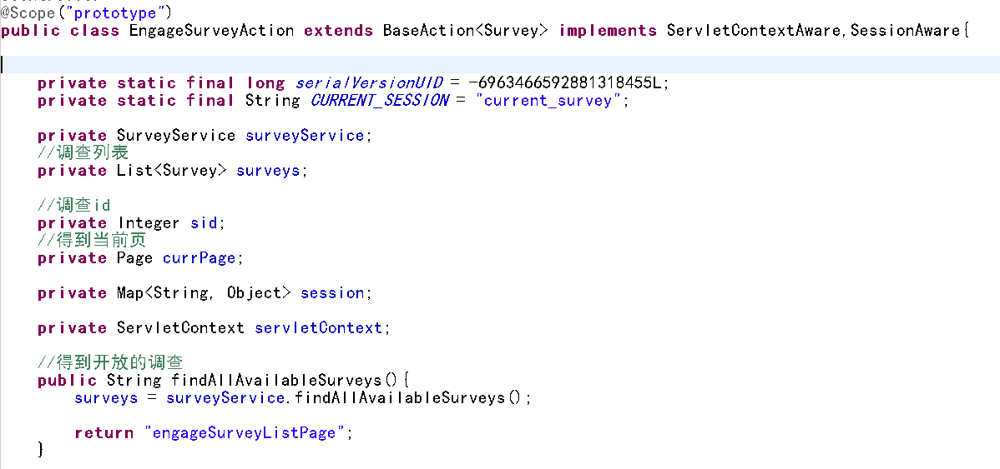 @Scope("prototype")
public class EngageSurveyAction extends BaseAction<Survey> implements ServletContextAware,SessionAware{
private static final long serialVersionUID = -6963466592881318455L;
private static final String CURRENT_SESSION = "current_survey";
private SurveyService surveyService;
//调查列表
private List<Survey> surveys;
//调查id
private Integer sid;
//得到当前页
private Page currPage;
private Map<String, Object> session;
private ServletContext servletContext;
//得到开放的调查
public String findAllAvailableSurveys(){
surveys = surveyService.findAllAvailableSurveys();
return "engageSurveyListPage";
}